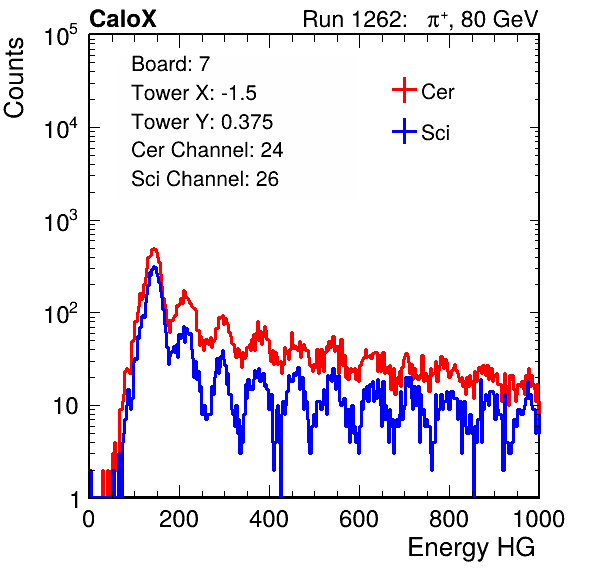 CaloX Run 1262: π⁺, 80 GeV
Counts
10⁵
10⁴
10³
10²
10
1
Board: 7
Tower X: -1.5
Tower Y: 0.375
Cer Channel: 24
Sci Channel: 26
Cer
Sci
0 200 400 600 800 1000
Energy HG